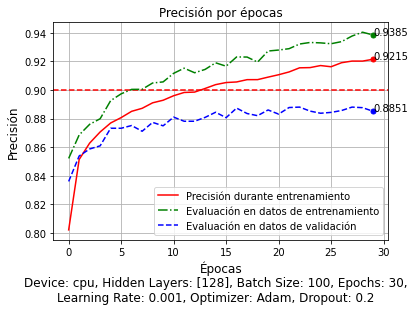 Precisión por épocas
Precisión
0.94
0.92
0.90
0.88
0.86
0.84
0.82
0.80
0.9385
0.9215
0.8851
Precisión durante entrenamiento
Evaluación en datos de entrenamiento
Evaluación en datos de validación
0
5
10
15
20
25
30
Épocas
Device: cpu, Hidden Layers: [128], Batch Size: 100, Epochs: 30,
Learning Rate: 0.001, Optimizer: Adam, Dropout: 0.2